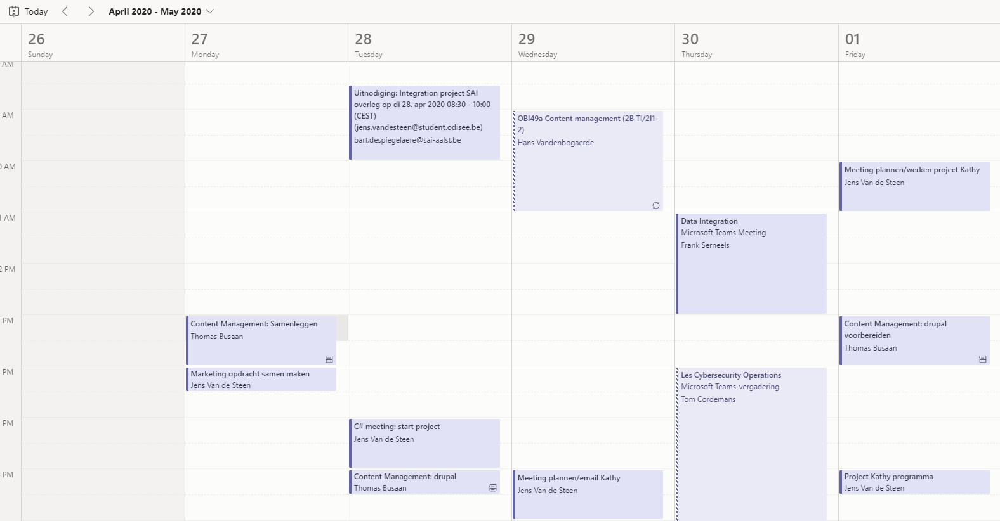 Today
April 2020 - May 2020
26
Sunday
27
Monday
28
Tuesday
29
Wednesday
30
Thursday
01
Friday
AM
AM
0 AM
1 AM
2 PM
PM
PM
PM
PM
Content Management: Samenleggen
Thomas Busaan
Marketing opdracht samen maken
Jens Van de Steen
Uitnodiging: Integration project SAI
overleg op di 28. apr 2020 08:30 - 10:00
(CEST)
(jens.vandesteen@student.odisee.be)
bart.despiegelaere@sai-aalst.be
C# meeting: start project
Jens Van de Steen
Content Management: drupal
Thomas Busaan
OBI49a Content management (2B TI/2I1-
2)
Hans Vandenbogaerde
Meeting plannen/email Kathy
Jens Van de Steen
Data Integration
Microsoft Teams Meeting
Frank Serneels
Les Cybersecurity Operations
Microsoft Teams-vergadering
Tom Cordemans
Meeting plannen/werken project Kathy
Jens Van de Steen
Content Management: drupal
voorbereiden
Thomas Busaan
Project Kathy programma
Jens Van de Steen